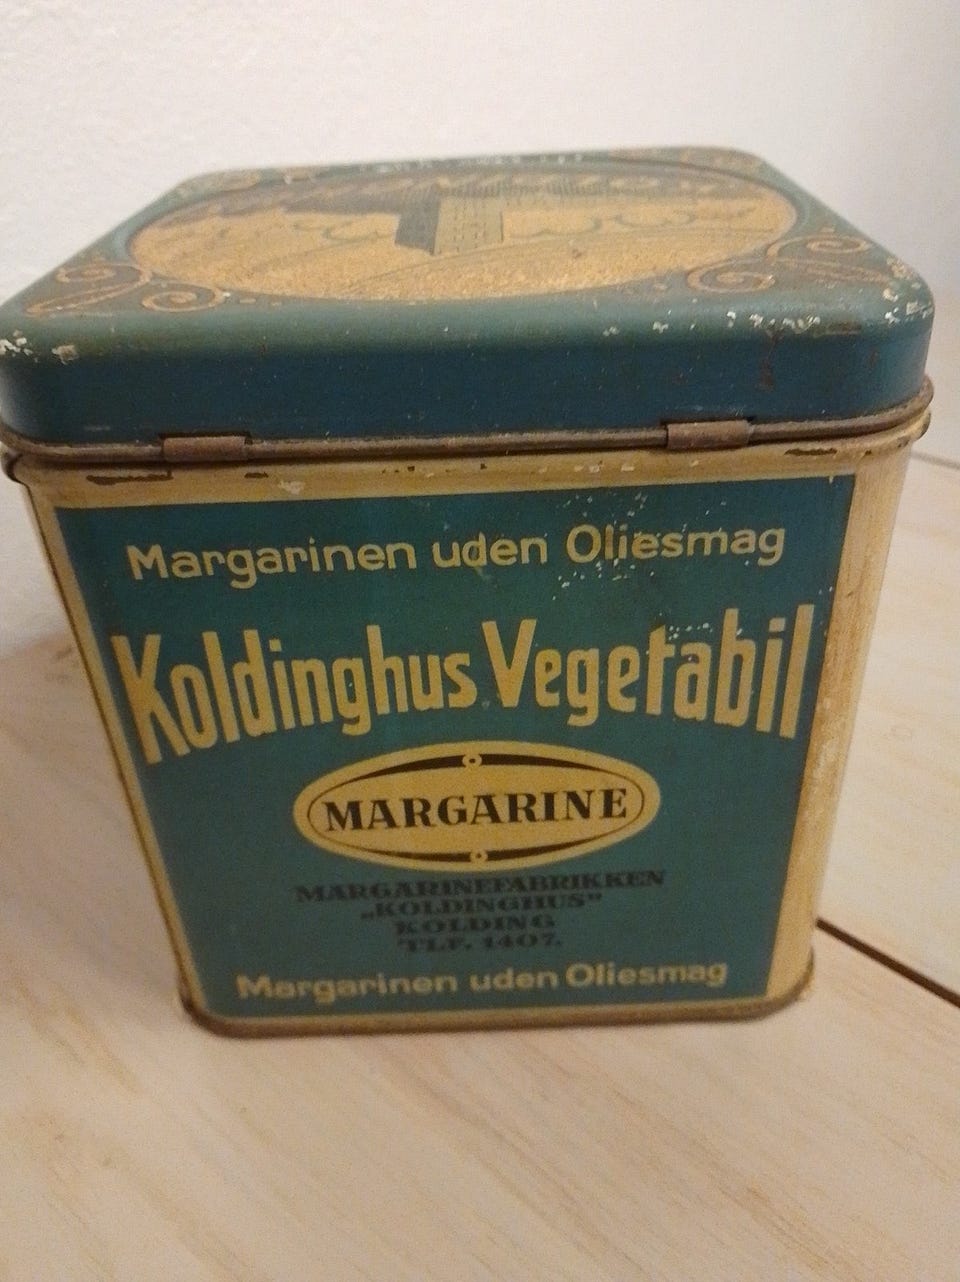 Margarinen uden Oliesmag
Koldinghus Vegetabil
MARGARINE
MARGARINEFABRIKKEN
„KOLDINGHUS”
KOLDING
TLF. 1407.
Margarinen uden Oliesmag